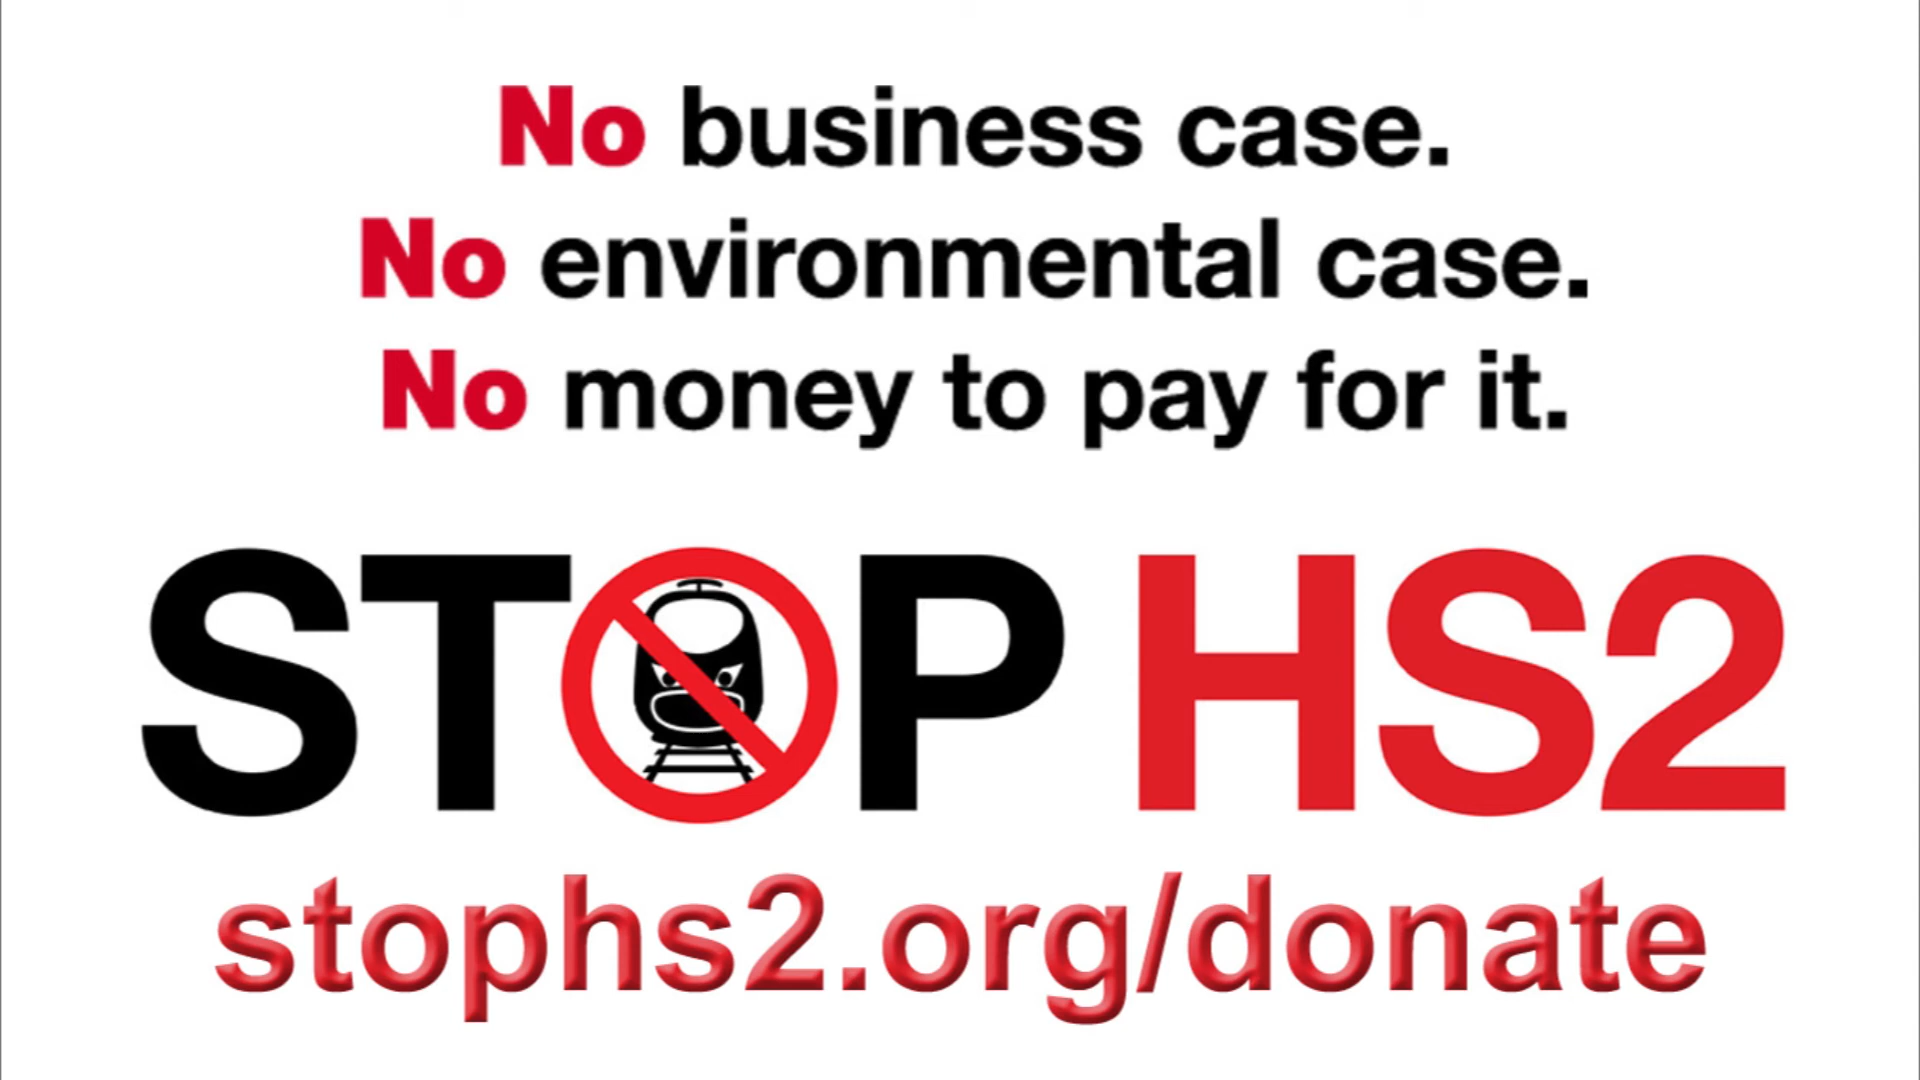 No business case.
No environmental case.
No money to pay for it.
STOP HS2
stophs2.org/donate